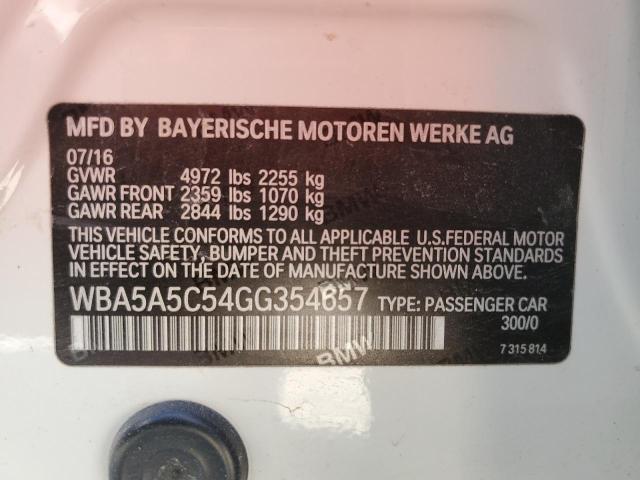 MFD BY BAYERISCHE MOTOREN WERKE AG
07/16
GVWR 4972 lbs 2255 kg
GAWR FRONT 2359 lbs 1070 kg
GAWR REAR 2844 lbs 1290 kg
THIS VEHICLE CONFORMS TO ALL APPLICABLE U.S.FEDERAL MOTOR
VEHICLE SAFETY, BUMPER AND THEFT PREVENTION STANDARDS
IN EFFECT ON THE DATE OF MANUFACTURE SHOWN ABOVE.
WBA5A5C54GG354657 TYPE: PASSENGER CAR
300/0
7 315 814
BMW